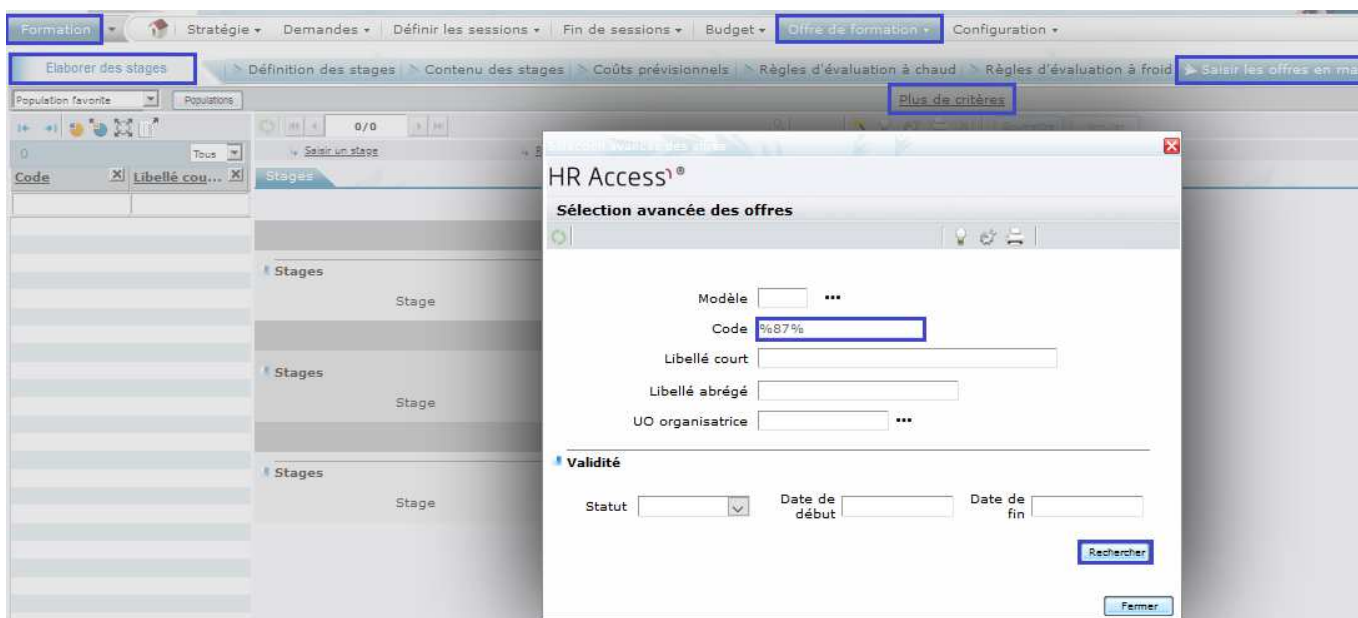 Formation Stratégie Demandes Définir les sessions Fin de sessions Budget Offre de formation Configuration
Elaborer des stages Définition des stages Contenu des stages Coûts prévisionnels Règles d'évaluation à chaud Règles d'évaluation à froid Saisir les offres en ma
Population favorite Populations Plus de critères
0/0
0 Tous Saisir un stage
Code Libellé cou... Stages
Sélection avancée des offres
HR Access®
Sélection avancée des offres
Stages
Stage
Stages
Stage
Stages
Stage
Modèle ...
Code %87%
Libellé court
Libellé abrégé
UO organisatrice ...
Validité
Statut Date de début Date de fin
Rechercher
Fermer